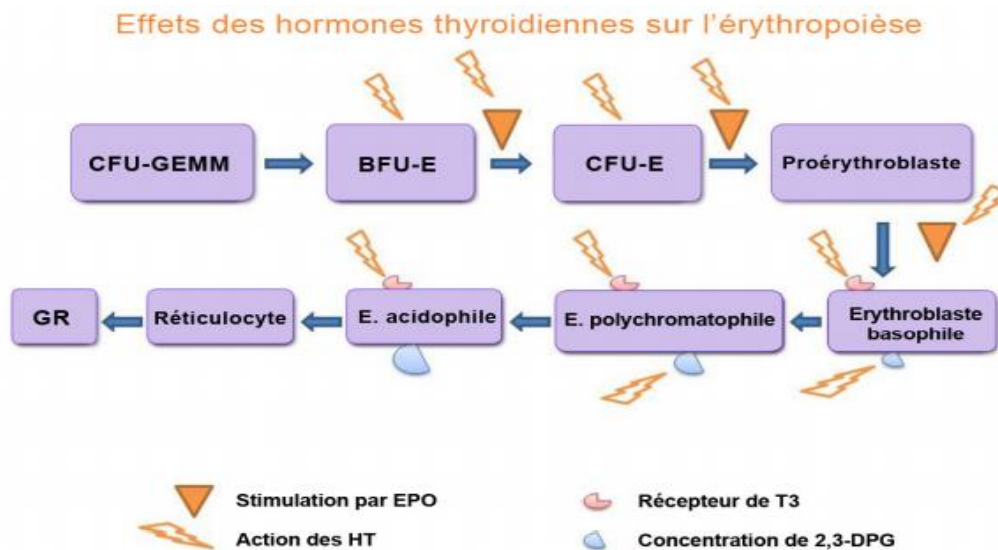 Effets des hormones thyroidiennes sur l'érythropoièse
CFU-GEMM
BFU-E
CFU-E
Proérythroblaste
GR
Réticulocyte
E. acidophile
E. polychromatophile
Erythroblaste
basophile
Stimulation par EPO
Récepteur de T3
Action des HT
Concentration de 2,3-DPG